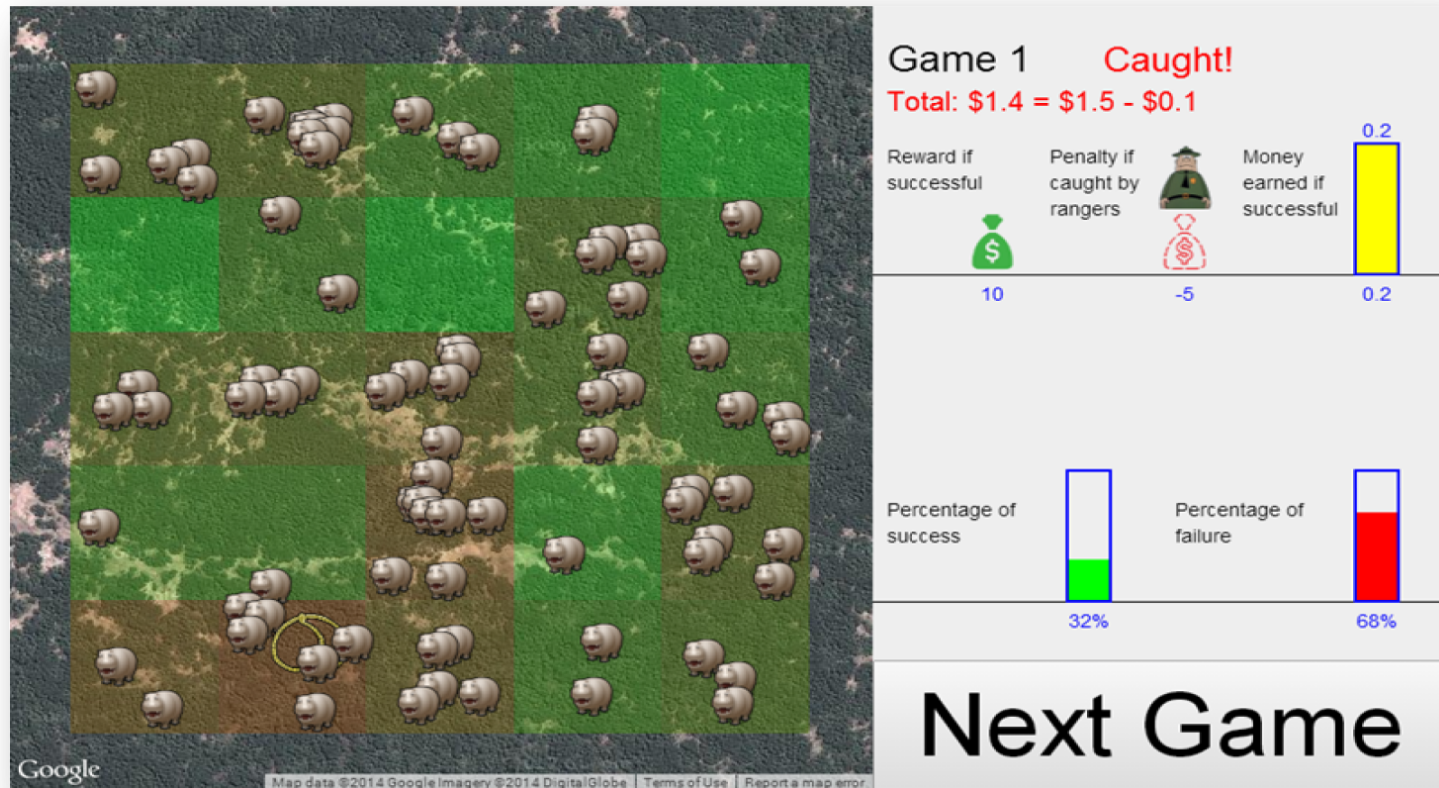 Game 1 Caught!
Total: $1.4 = $1.5 - $0.1
Reward if
successful
Penalty if
caught by
rangers
Money
earned if
successful
0.2
$
$
10
-5
0.2
Percentage of
success
Percentage of
failure
32%
68%
Next Game
Google
Map data ©2014 Google Imagery ©2014 DigitalGlobe
Terms of Use
Report a map error